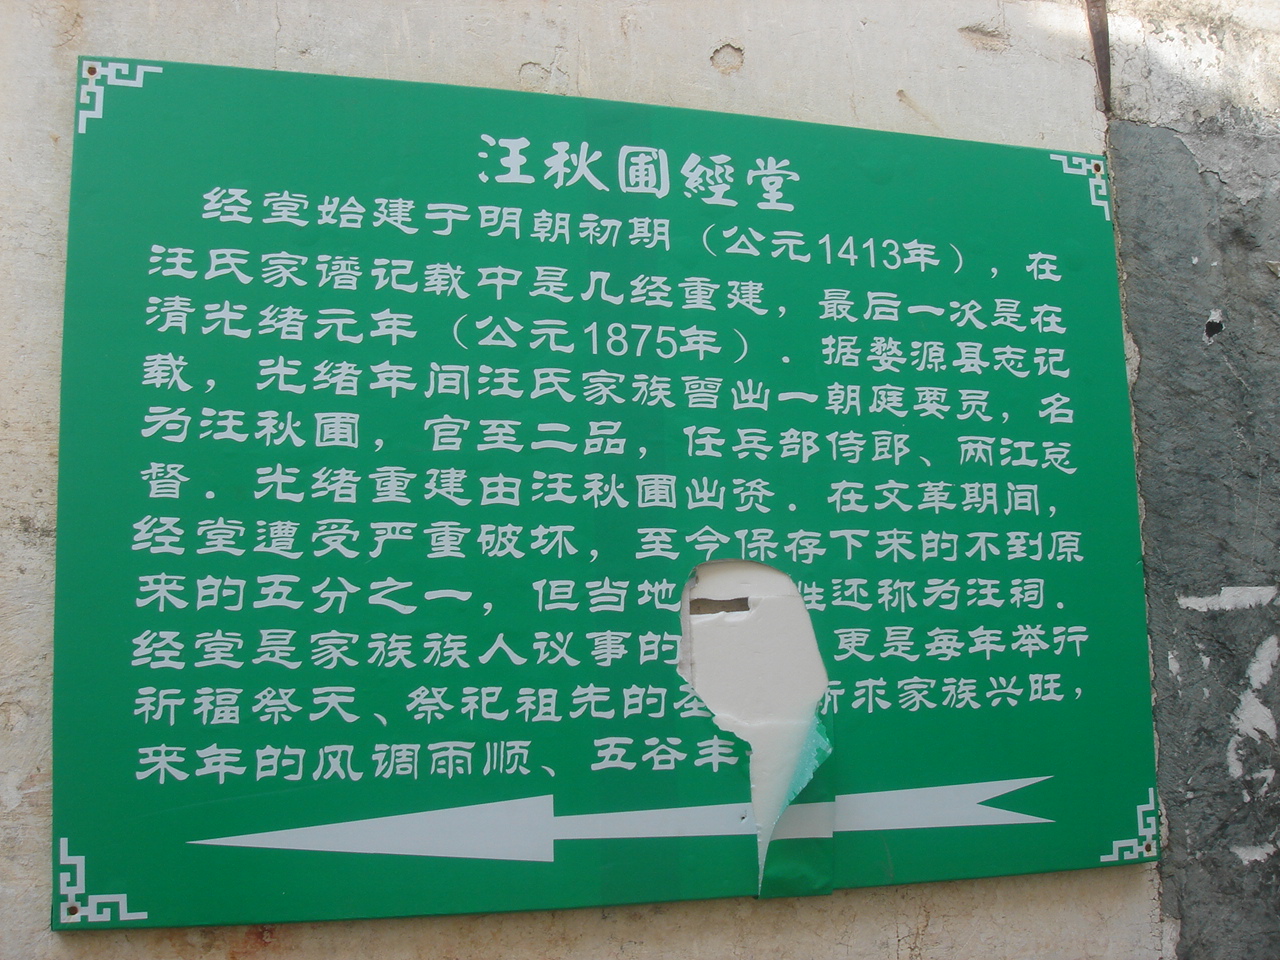 汪秋圃經堂
经堂始建于明朝初期（公元1413年），在
汪氏家谱记载中是几经重建，最后一次是在
清光绪元年（公元1875年）．据婺源县志记
载，光绪年间汪氏家族曾出一朝庭要员，名
为汪秋圃，官至二品，任兵部侍郎、两江总
督．光绪重建由汪秋圃出资．在文革期间，
经堂遭受严重破坏，至今保存下来的不到原
来的五分之一，但当地性还称为汪祠．
经堂是家族族人议事的更是每年举行
祈福祭天、祭祀祖先的圣求家族兴旺，
来年的风调雨顺、五谷丰